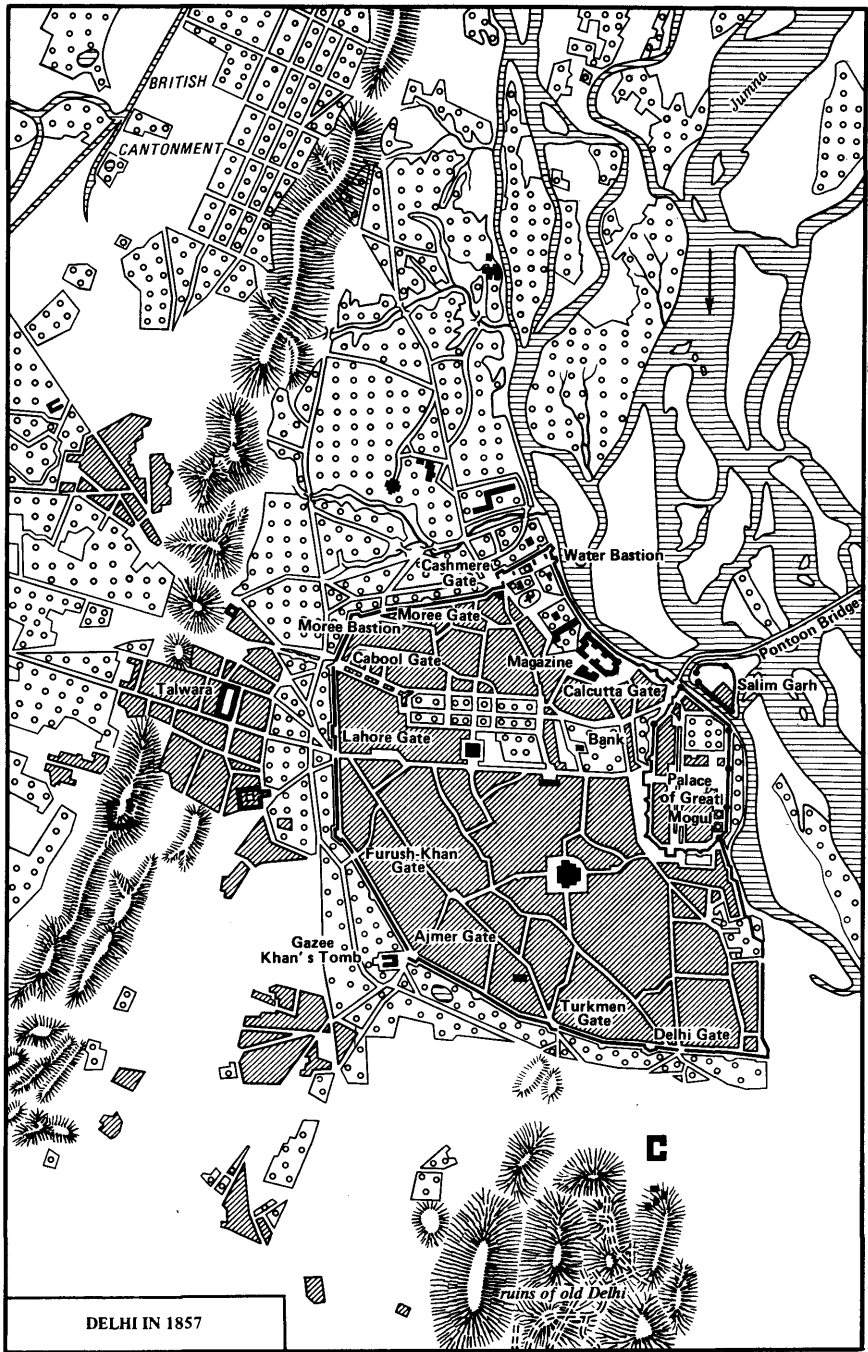 BRITISH
CANTONMENT
Jumna
Water Bastion
Cashmere
Gate
Moree Gate
Moree Bastion
Pontoon Bridge
Cabool Gate
Magazine
Talwara
Calcutta Gate
Salim Garh
Lahore Gate
Bank
Palace
of Great
Mogul
Furush-Khan
Gate
Ajmer Gate
Gazee
Khan's Tomb
Turkmen
Gate
Delhi Gate
ruins of old Delhi
DELHI IN 1857